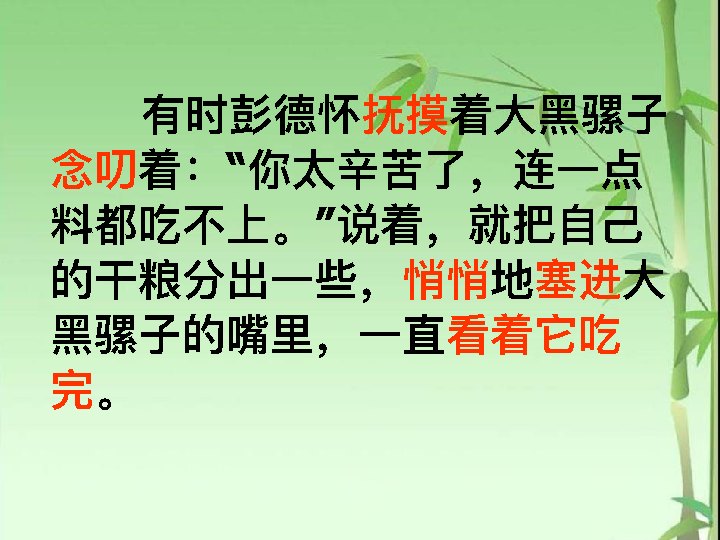 有时彭德怀抚摸着大黑骡子
念叨着："你太辛苦了，连一点
料都吃不上。"说着，就把自己
的干粮分出一些，悄悄地塞进大
黑骡子的嘴里，一直看着它吃
完。